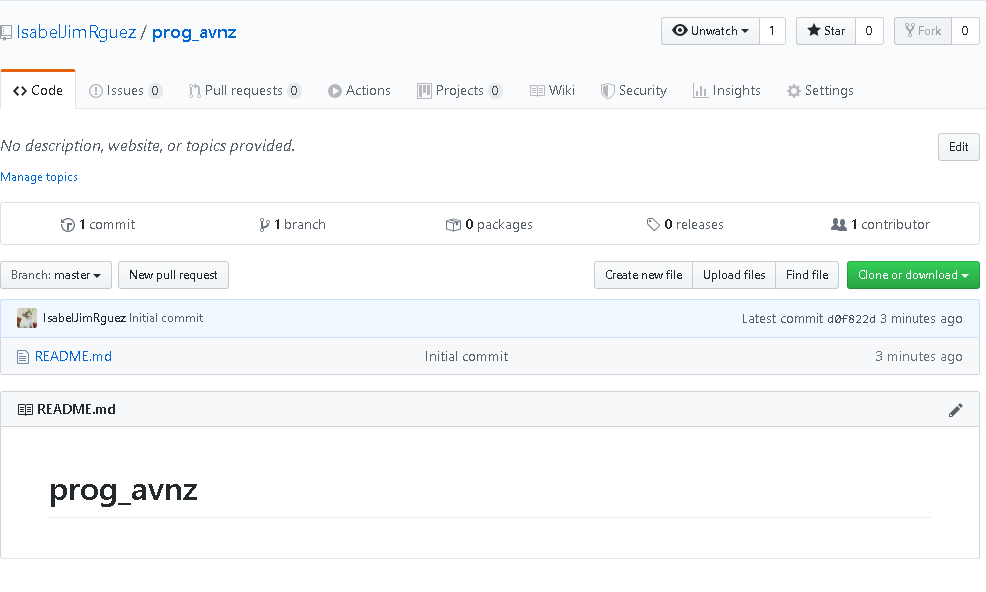 IsabelJimRguez / prog_avnz Unwatch 1 Star 0 Fork 0
Code Issues 0 Pull requests 0 Actions Projects 0 Wiki Security Insights Settings
No description, website, or topics provided. Edit
Manage topics
1 commit 1 branch 0 packages 0 releases 1 contributor
Branch: master New pull request Create new file Upload files Find file Clone or download
IsabelJimRguez Initial commit Latest commit d0f822d 3 minutes ago
README.md Initial commit 3 minutes ago
README.md
prog_avnz